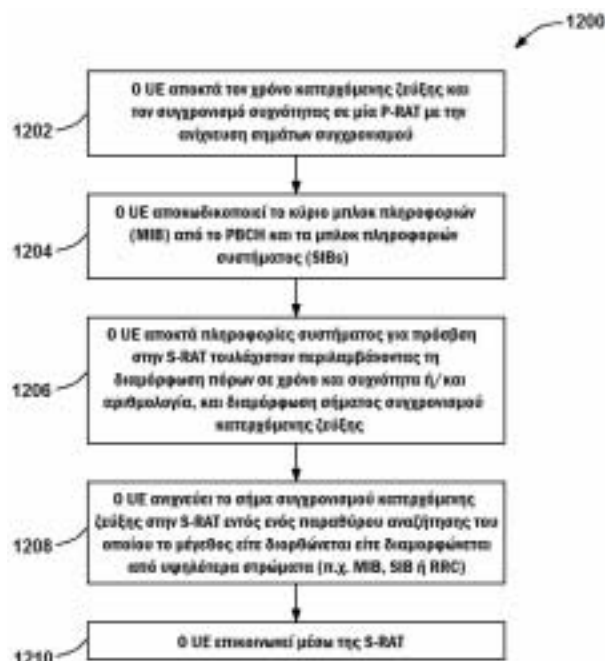 1200
Ο UE αποκτά τον χρόνο κατερχόμενης ζεύξης και
τον συγχρονισμό συχνότητας σε μία P-RAT με την
ανίχνευση σημάτων συγχρονισμού
1202
Ο UE αποκωδικοποιεί το κύριο μπλοκ πληροφοριών
(MIB) από το PBCH και τα μπλοκ πληροφοριών
συστήματος (SIBs)
1204
Ο UE αποκτά πληροφορίες συστήματος για πρόσβση
στην S-RAT τουλάχιστον περιλαμβάνοντας τη
διαμόρφωση πόρων σε χρόνο και συχνότητα ή/και
αριθμολογία, και διαμόρφωση σήματος συγχρονισμού
κατερχόμενης ζεύξης
1206
Ο UE ανιχνεύει το σήμα συγχρονισμού κατερχόμενης
ζεύξης στην S-RAT εντός ενός παραθύρου αναζήτησης του
οποίου το μέγεθος είτε διορθώνεται είτε διαμορφώνεται
από υψηλότερα στρώματα (π.χ. MIB, SIB ή RRC)
1208
Ο UE επικοινωνεί μέσω της S-RAT
1210